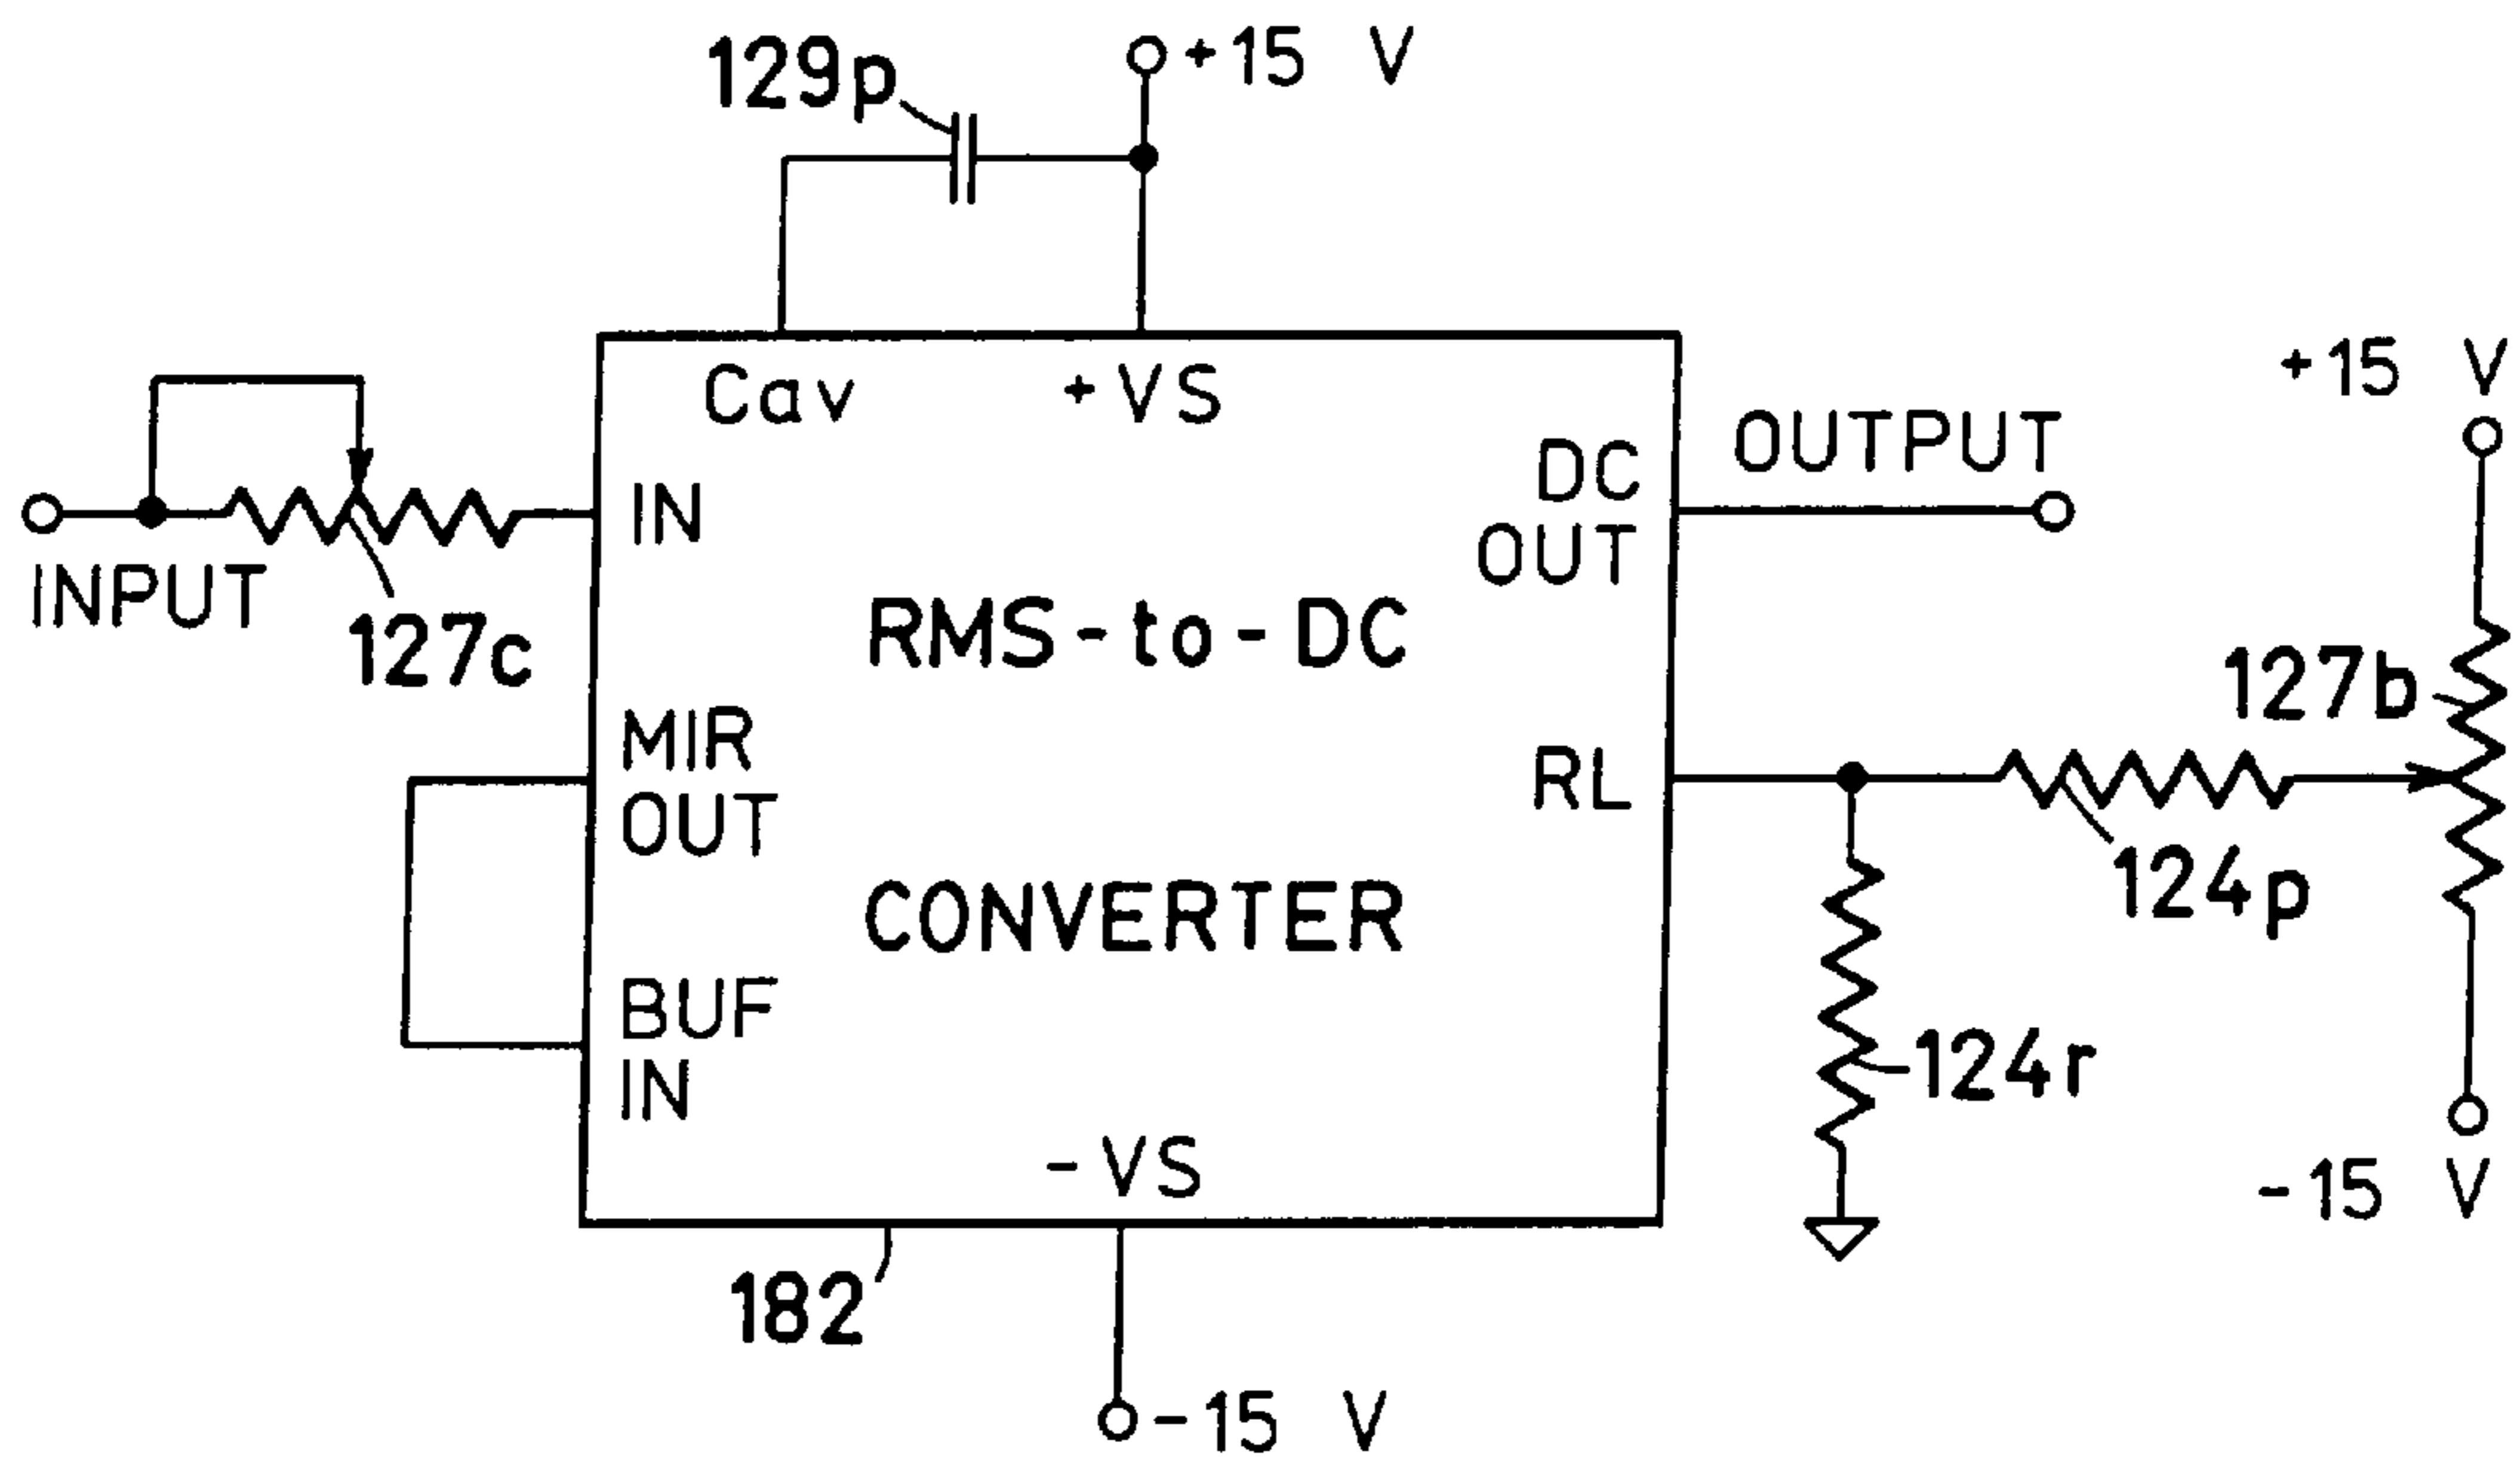 129p
+15 V
Cav
+VS
+15 V
DC
OUT
OUTPUT
IN
INPUT
127c
RMS-to-DC
127b
MIR
OUT
RL
124p
CONVERTER
BUF
IN
124r
-VS
-15 V
182
-15 V